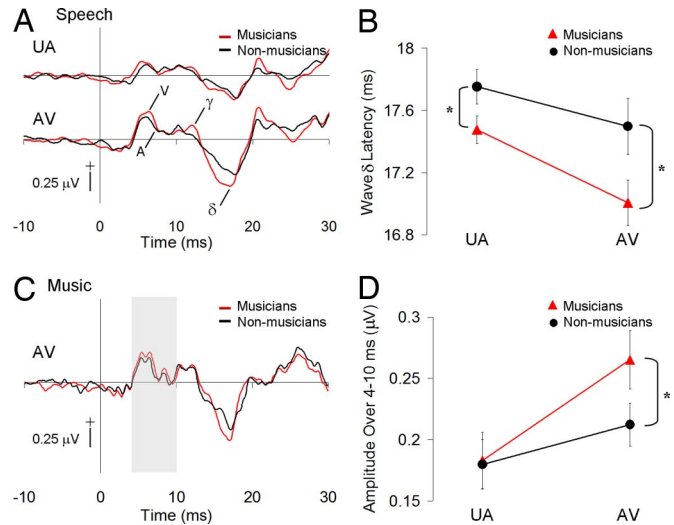 A
Speech
Musicians
Non-musicians
UA
AV
V
γ
A
δ
+
0.25 μV
-10 0 10 20 30
Time (ms)
B
Musicians
Non-musicians
Wave δ Latency (ms)
18
17.6
17.2
16.8
*
*
UA AV
C
Music
Musicians
Non-musicians
AV
+
0.25 μV
-10 0 10 20 30
Time (ms)
D
Musicians
Non-musicians
Amplitude Over 4-10 ms (μV)
0.3
0.25
0.2
0.15
*
UA AV